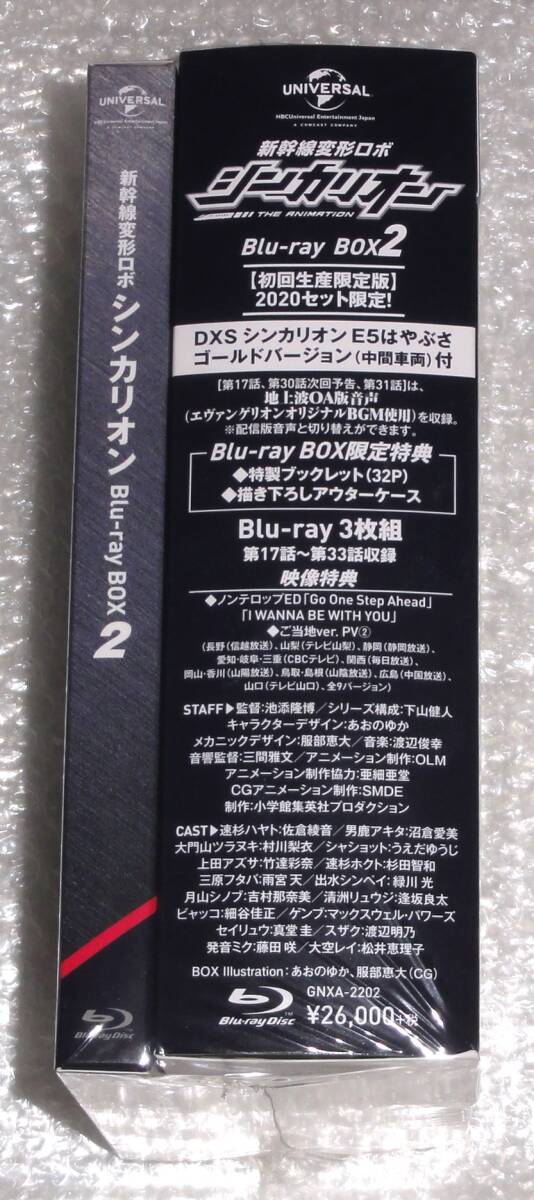 UNIVERSAL
NBCUniversal Entertainment Japan
A COMCAST COMPANY
新幹線変形ロボ シンカリオン Blu-ray BOX 2
Blu-ray Disc
UNIVERSAL
NBCUniversal Entertainment Japan
A COMCAST COMPANY
新幹線変形ロボ
シンカリオン
THE ANIMATION
Blu-ray BOX2
【初回生産限定版】
2020セット限定!
DXS シンカリオン E5はやぶさ
ゴールドバージョン(中間車両)付
[第17話、第30話次回予告、第31話]は、
地上波OA版音声
(エヴァンゲリオンオリジナルBGM使用)を収録。
※配信版音声と切り替えができます。
Blu-ray BOX限定特典
◆特製ブックレット(32P)
◆描き下ろしアウターケース
Blu-ray 3枚組
第17話〜第33話収録
映像特典
◆ノンテロップED「Go One Step Ahead」
「I WANNA BE WITH YOU」
◆ご当地ver. PV②
(長野(信越放送)、山梨(テレビ山梨)、静岡(静岡放送)、
愛知・岐阜・三重(CBCテレビ)、関西(毎日放送)、
岡山・香川(山陽放送)、鳥取・島根(山陰放送)、広島(中国放送)、
山口(テレビ山口)、全9バージョン)
STAFF▶監督:池添隆博/シリーズ構成:下山健人
キャラクターデザイン:あおのゆか
メカニックデザイン:服部恵大/音楽:渡辺俊幸
音響監督:三間雅文/アニメーション制作:OLM
アニメーション制作協力:亜細亜堂
CGアニメーション制作:SMDE
制作:小学館集英社プロダクション
CAST▶速杉ハヤト:佐倉綾音/男鹿アキタ:沼倉愛美
大門山ツラヌキ:村川梨衣/シャショット:うえだゆうじ
上田アズサ:竹達彩奈/速杉ホクト:杉田智和
三原フタバ:雨宮 天/出水シンペイ:緑川 光
月山シノブ:吉村那奈美/清洲リュウジ:逢坂良太
ビャッコ:細谷佳正/ゲンブ:マックスウェル・パワーズ
セイリュウ:真堂 圭/スザク:渡辺明乃
発音ミク:藤田 咲/大空レイ:松井恵理子
BOX Illustration:あおのゆか、服部恵大(CG)
Blu-ray Disc
GNXA-2202
¥26,000+税